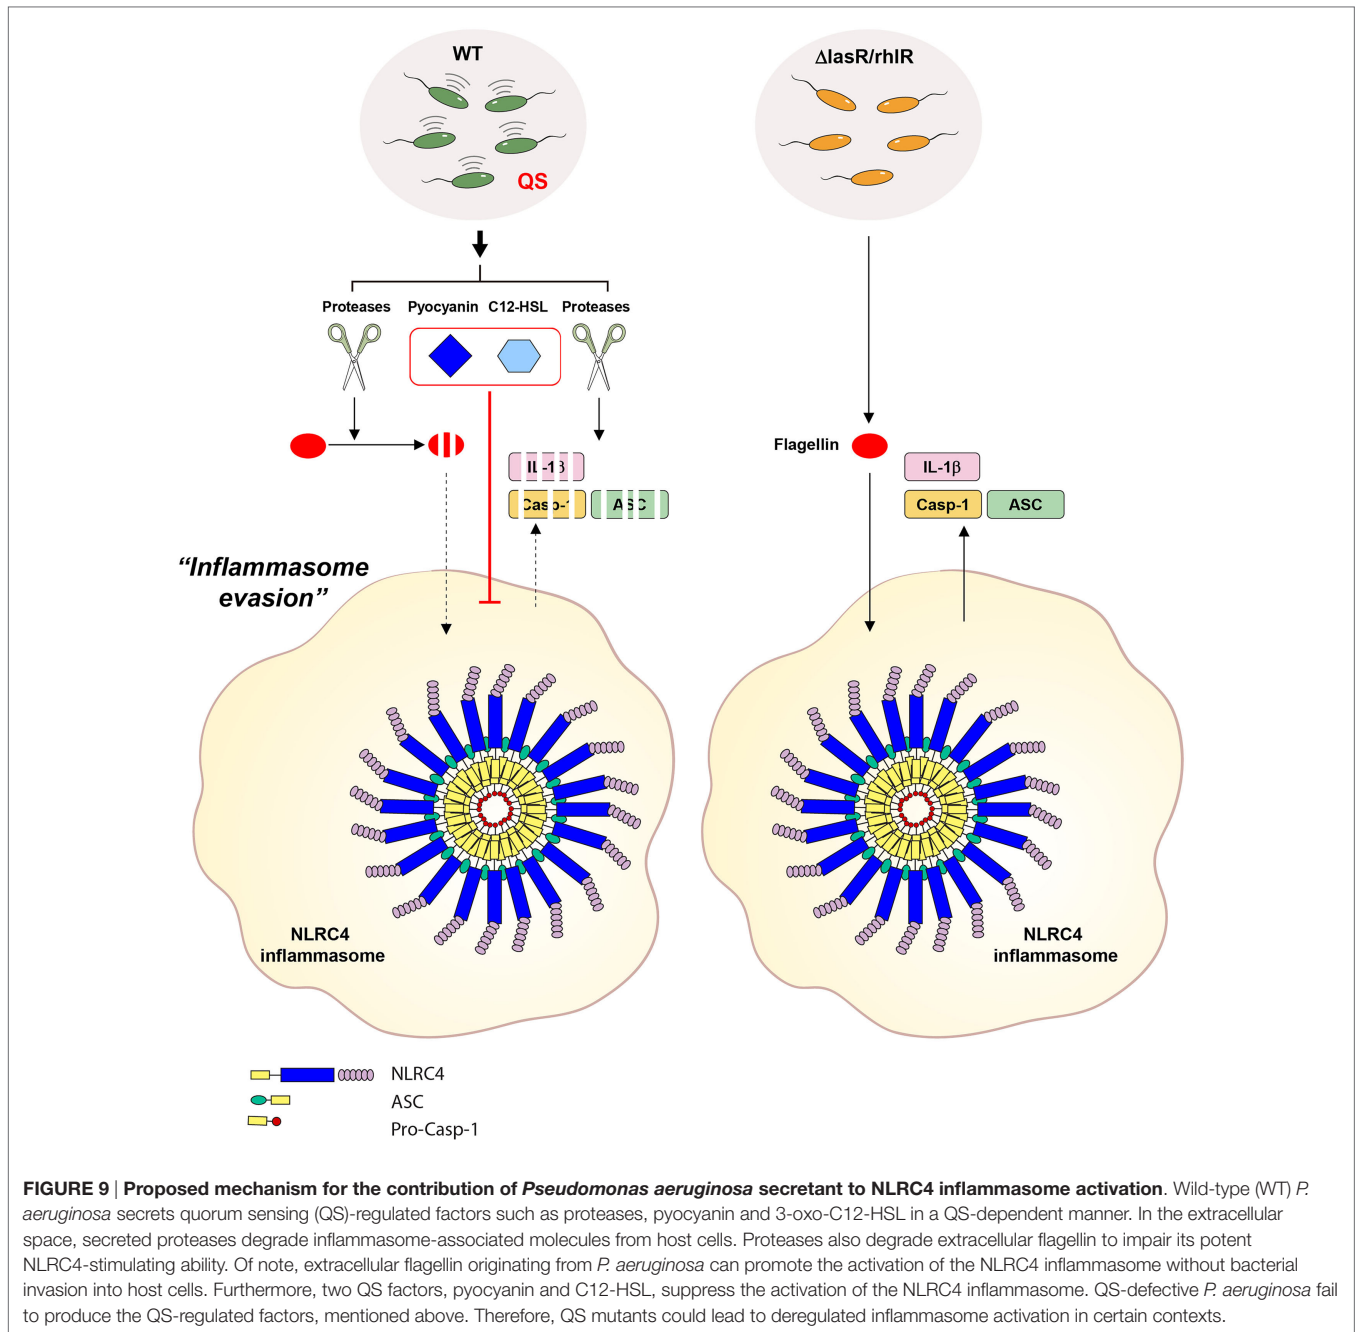 WT
QS
ΔlasR/rhlR
Proteases
Pyocyanin
C12-HSL
Proteases
IL-1β
Casp-1
ASC
"Inflammasome
evasion"
NLRC4
inflammasome
Flagellin
IL-1β
Casp-1
ASC
NLRC4
inflammasome
NLRC4
ASC
Pro-Casp-1
FIGURE 9 | Proposed mechanism for the contribution of Pseudomonas aeruginosa secretant to NLRC4 inflammasome activation. Wild-type (WT) P.
aeruginosa secrets quorum sensing (QS)-regulated factors such as proteases, pyocyanin and 3-oxo-C12-HSL in a QS-dependent manner. In the extracellular
space, secreted proteases degrade inflammasome-associated molecules from host cells. Proteases also degrade extracellular flagellin to impair its potent
NLRC4-stimulating ability. Of note, extracellular flagellin originating from P. aeruginosa can promote the activation of the NLRC4 inflammasome without bacterial
invasion into host cells. Furthermore, two QS factors, pyocyanin and C12-HSL, suppress the activation of the NLRC4 inflammasome. QS-defective P. aeruginosa fail
to produce the QS-regulated factors, mentioned above. Therefore, QS mutants could lead to deregulated inflammasome activation in certain contexts.